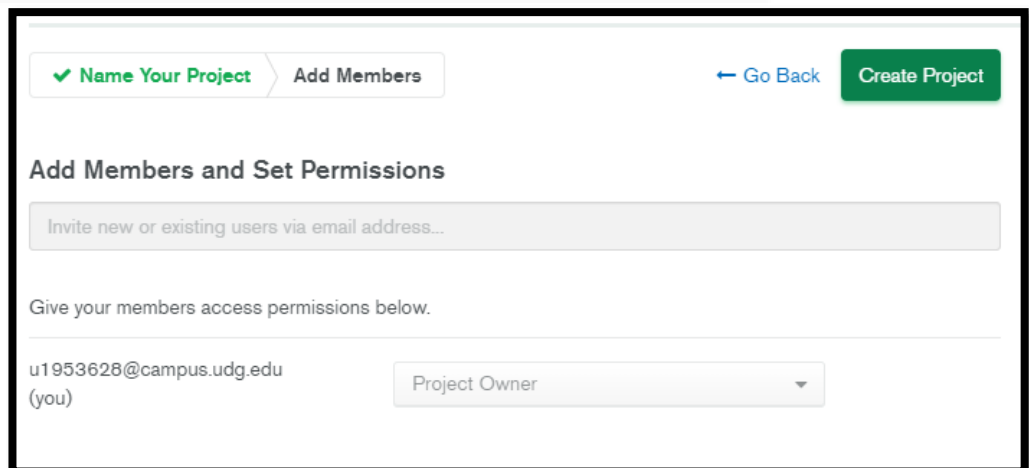 ✔ Name Your Project
Add Members
← Go Back
Create Project
Add Members and Set Permissions
Invite new or existing users via email address...
Give your members access permissions below.
u1953628@campus.udg.edu
(you)
Project Owner